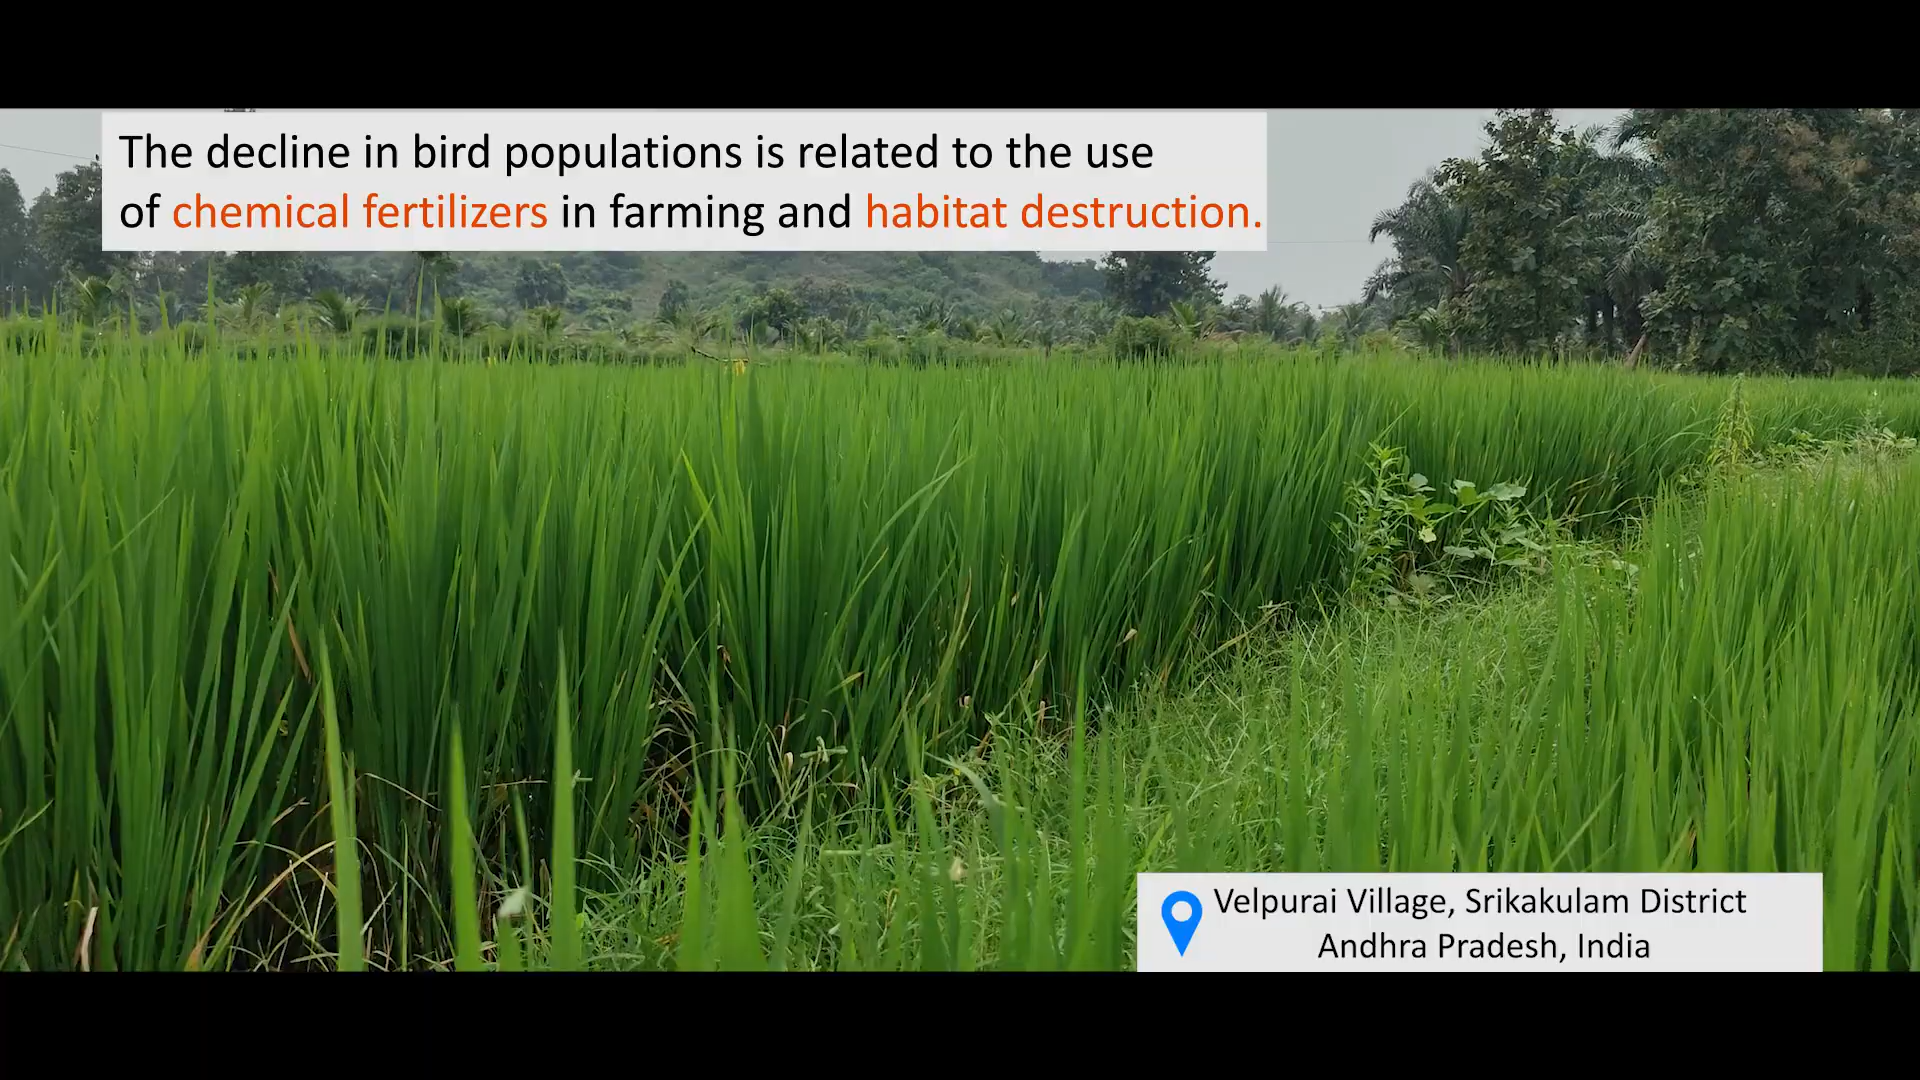 The decline in bird populations is related to the use
of chemical fertilizers in farming and habitat destruction.
Velpurai Village, Srikakulam District
Andhra Pradesh, India